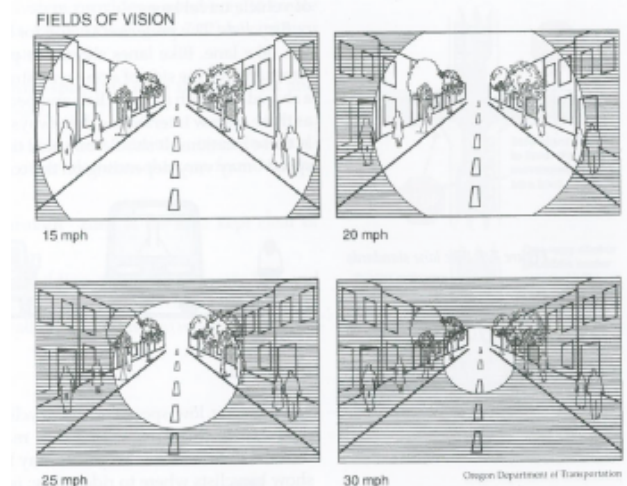 FIELDS OF VISION
15 mph
20 mph
25 mph
30 mph
Oregon Department of Transportation